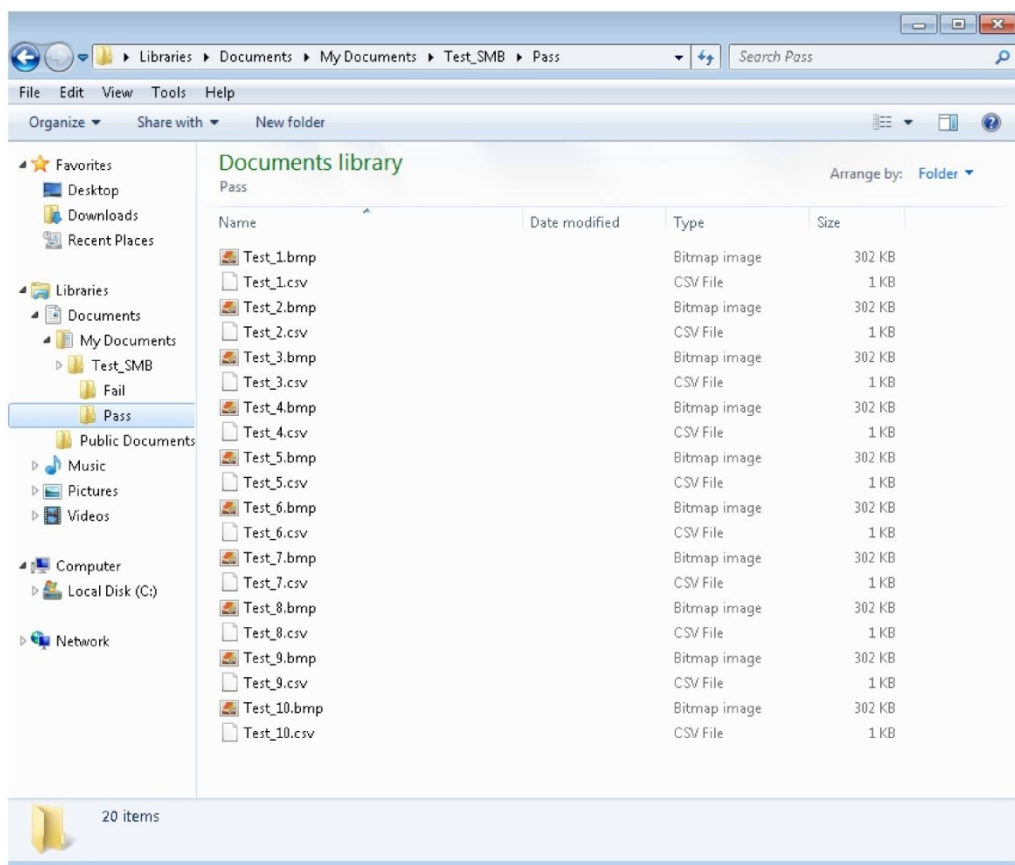 Libraries ▸ Documents ▸ My Documents ▸ Test_SMB ▸ Pass
Search Pass
File Edit View Tools Help
Organize Share with New folder
Favorites
Desktop
Downloads
Recent Places
Libraries
Documents
My Documents
Test_SMB
Fail
Pass
Public Documents
Music
Pictures
Videos
Computer
Local Disk (C:)
Network
Documents library
Pass
Arrange by: Folder
Name Date modified Type Size
Test_1.bmp Bitmap image 302 KB
Test_1.csv CSV File 1 KB
Test_2.bmp Bitmap image 302 KB
Test_2.csv CSV File 1 KB
Test_3.bmp Bitmap image 302 KB
Test_3.csv CSV File 1 KB
Test_4.bmp Bitmap image 302 KB
Test_4.csv CSV File 1 KB
Test_5.bmp Bitmap image 302 KB
Test_5.csv CSV File 1 KB
Test_6.bmp Bitmap image 302 KB
Test_6.csv CSV File 1 KB
Test_7.bmp Bitmap image 302 KB
Test_7.csv CSV File 1 KB
Test_8.bmp Bitmap image 302 KB
Test_8.csv CSV File 1 KB
Test_9.bmp Bitmap image 302 KB
Test_9.csv CSV File 1 KB
Test_10.bmp Bitmap image 302 KB
Test_10.csv CSV File 1 KB
20 items